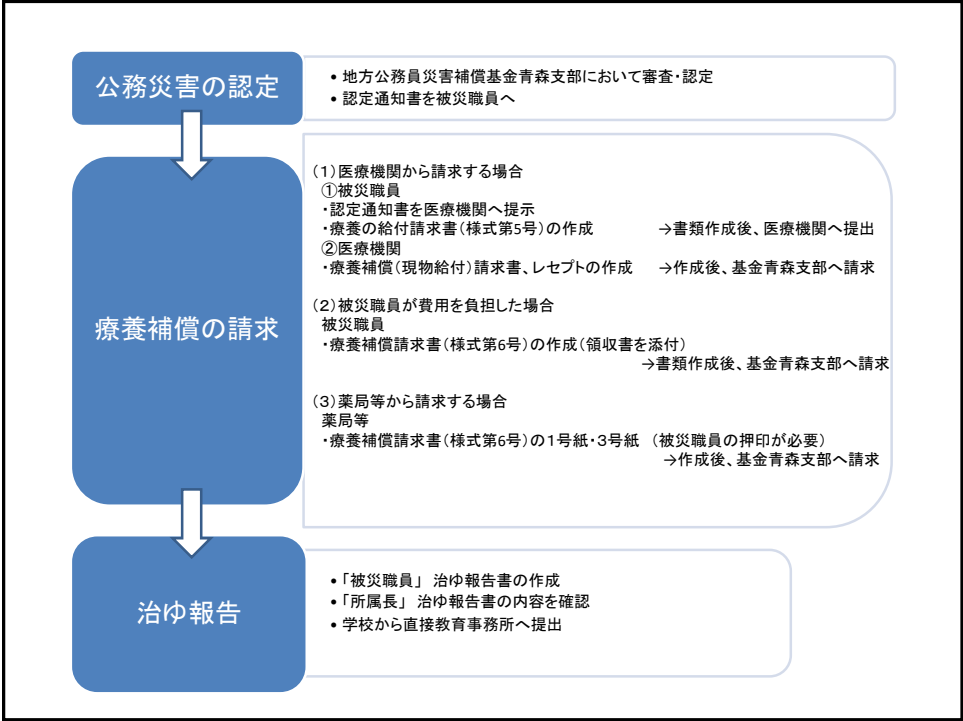 公務災害の認定
• 地方公務員災害補償基金青森支部において審査・認定
• 認定通知書を被災職員へ
療養補償の請求
(1)医療機関から請求する場合
①被災職員
・認定通知書を医療機関へ提示
・療養の給付請求書(様式第5号)の作成 →書類作成後、医療機関へ提出
②医療機関
・療養補償(現物給付)請求書、レセプトの作成 →作成後、基金青森支部へ請求
(2)被災職員が費用を負担した場合
被災職員
・療養補償請求書(様式第6号)の作成(領収書を添付)
→書類作成後、基金青森支部へ請求
(3)薬局等から請求する場合
薬局等
・療養補償請求書(様式第6号)の1号紙・3号紙 (被災職員の押印が必要)
→作成後、基金青森支部へ請求
治ゆ報告
• 「被災職員」 治ゆ報告書の作成
• 「所属長」 治ゆ報告書の内容を確認
• 学校から直接教育事務所へ提出